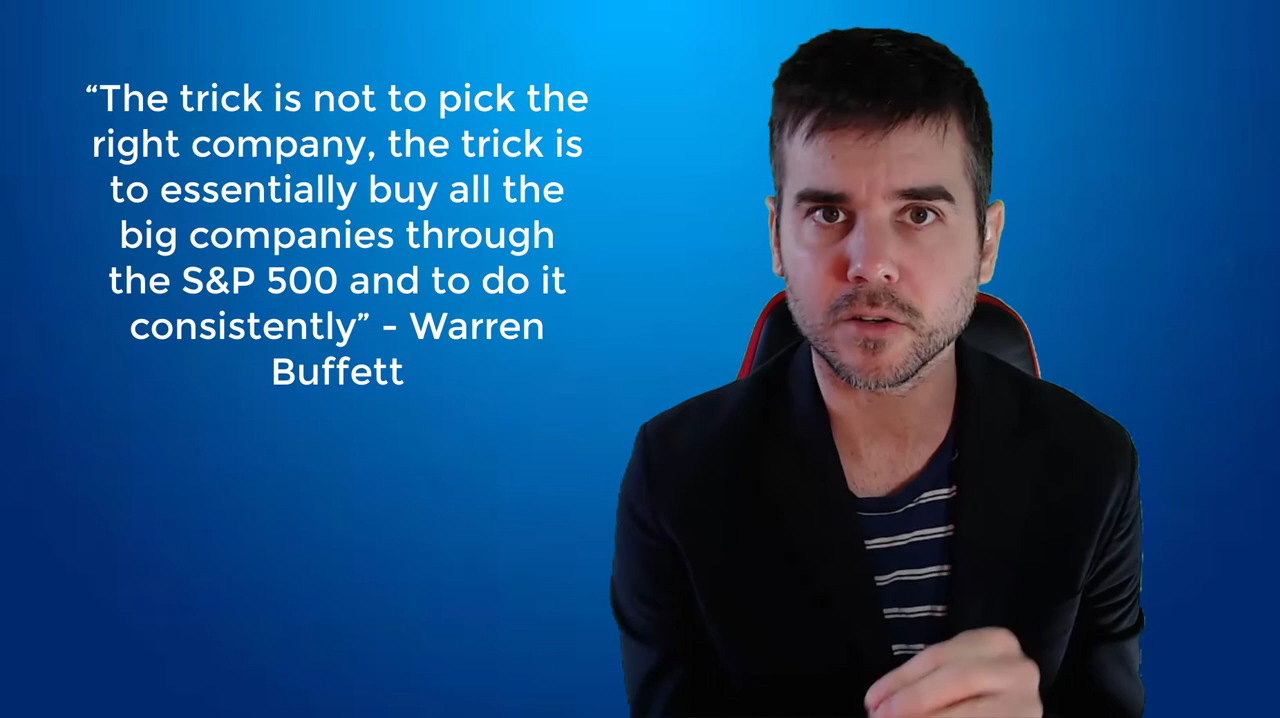 “The trick is not to pick the
right company, the trick is
to essentially buy all the
big companies through
the S&P 500 and to do it
consistently” - Warren
Buffett